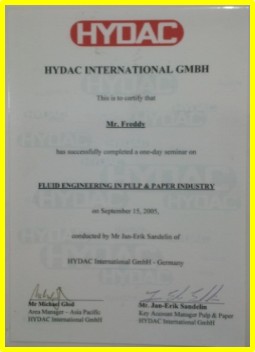 HYDAC
HYDAC INTERNATIONAL GMBH
This is to certify that
Mr. Freddy
has successfully completed a one-day seminar on
FLUID ENGINEERING IN PULP & PAPER INDUSTRY
on September 15, 2005,
conducted by Mr Jan-Erik Sandelin of
HYDAC International GmbH - Germany
Mr Michael
Area Manager – Asia Pacific
HYDAC International GmbH
Mr. Jan-Erik Sandelin
Key Account Manager Pulp & Paper
HYDAC International GmbH